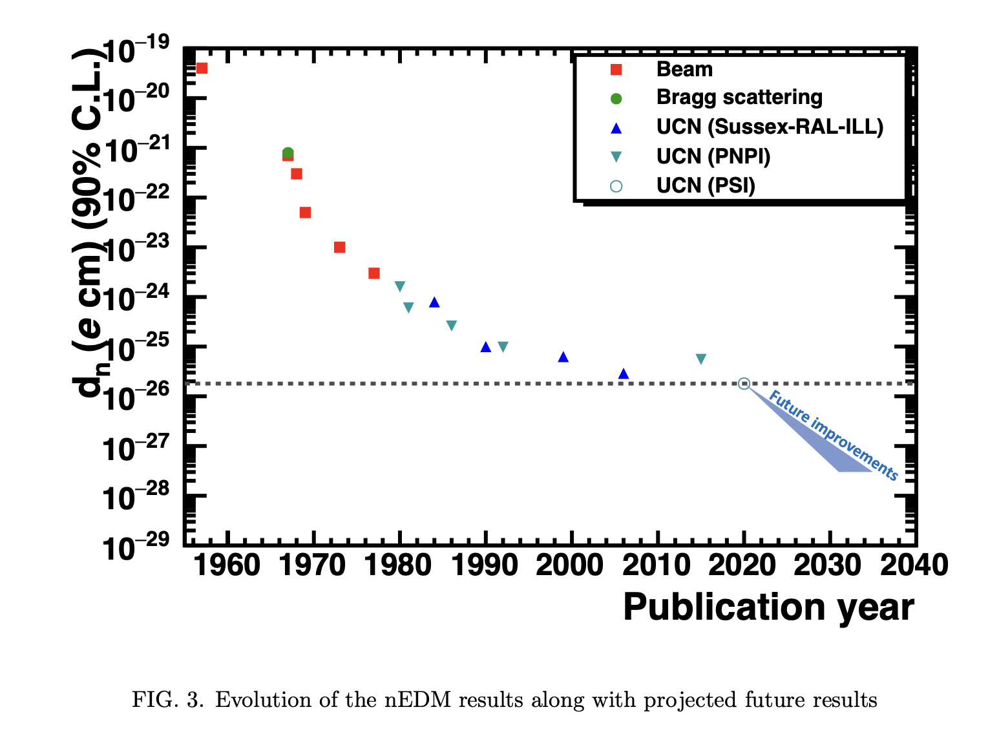 10⁻¹⁹
10⁻²⁰
10⁻²¹
10⁻²²
10⁻²³
10⁻²⁴
10⁻²⁵
10⁻²⁶
10⁻²⁷
10⁻²⁸
10⁻²⁹
dₙ (e cm) (90% C.L.)
Beam
Bragg scattering
UCN (Sussex-RAL-ILL)
UCN (PNPI)
UCN (PSI)
Future improvements
1960 1970 1980 1990 2000 2010 2020 2030 2040
Publication year
FIG. 3. Evolution of the nEDM results along with projected future results